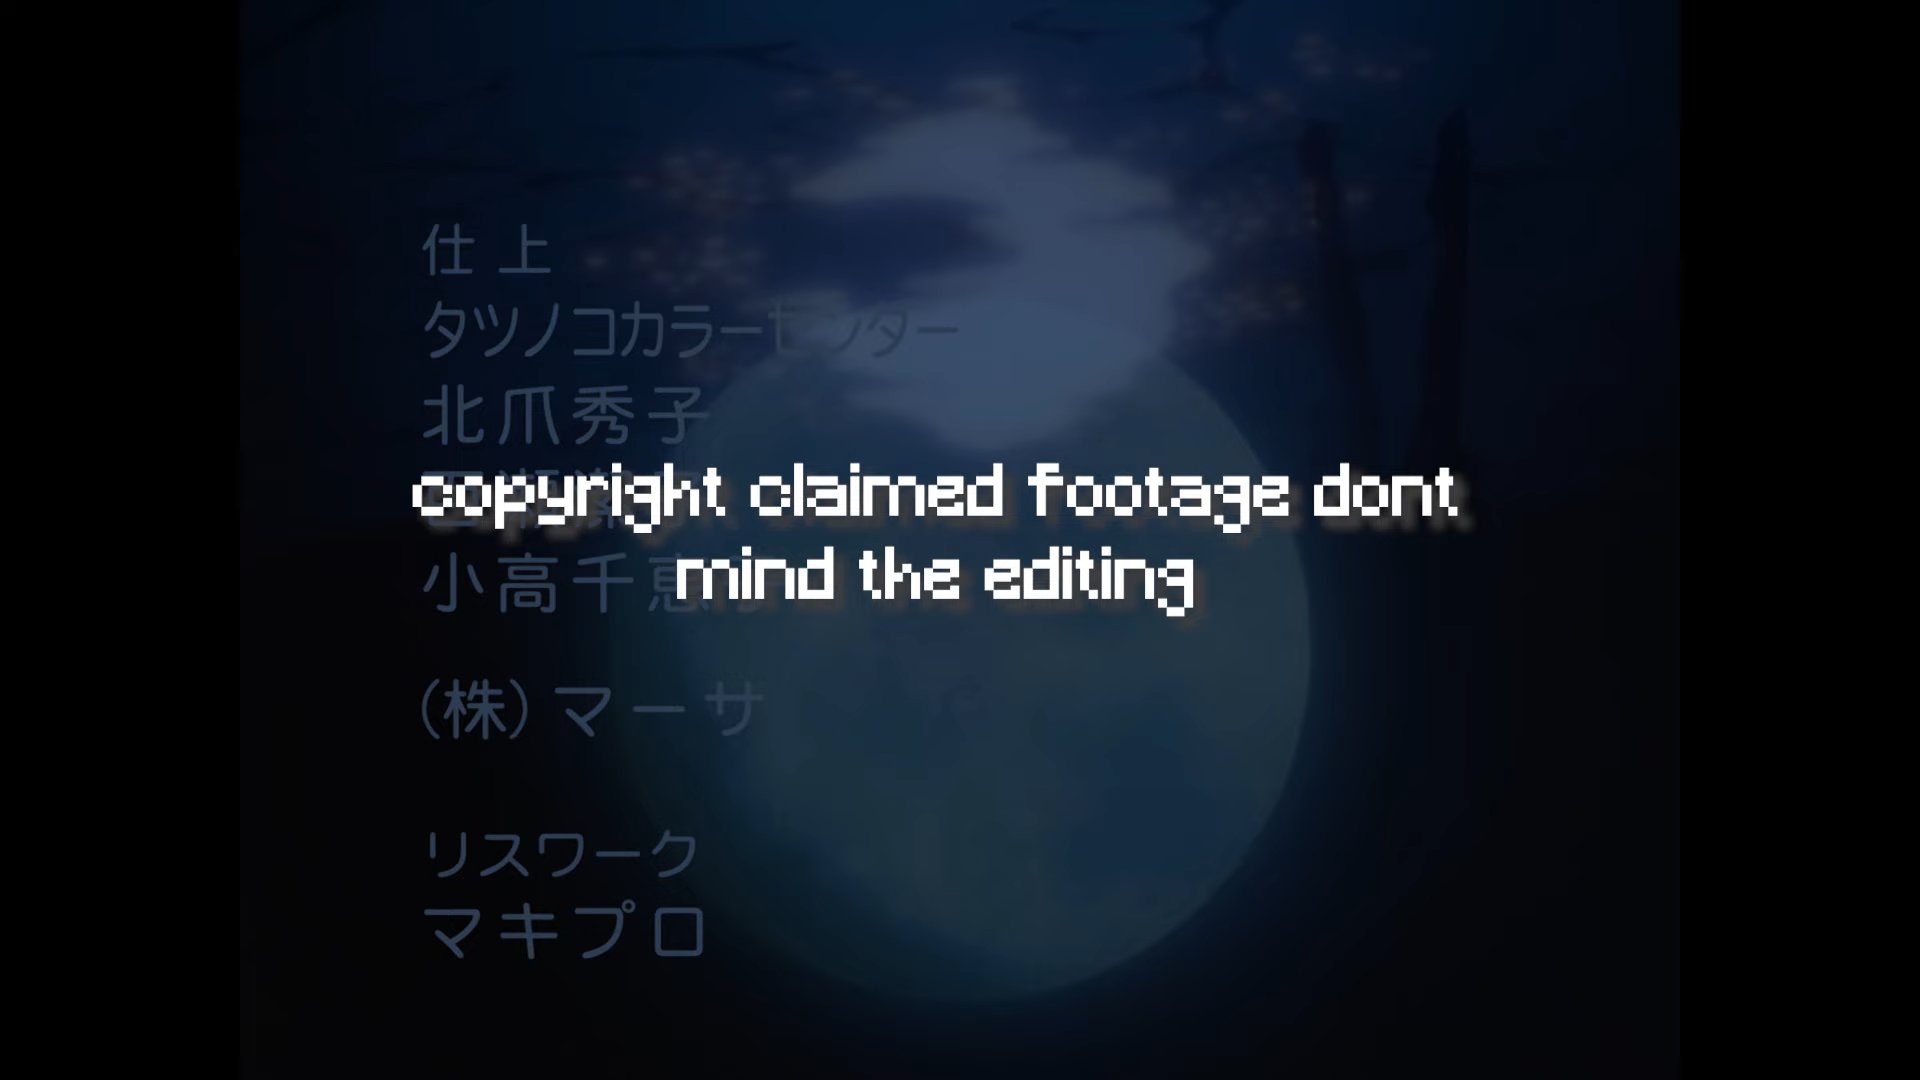 仕上
タツノコカラーセンター
北爪秀子
copyright claimed footage dont
mind the editing
小高千恵子
(株)マーサ
リスワーク
マキプロ